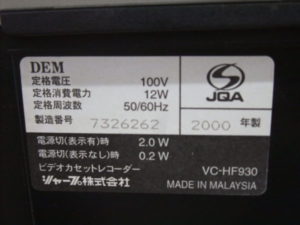 DEM
定格電圧 100V
定格消費電力 12W
定格周波数 50/60Hz
JQA
製造番号 7326262 2000 年製
電源切(表示有)時 2.0 W
電源切(表示なし)時 0.2 W
ビデオカセットレコーダー VC-HF930
シャープ株式会社 MADE IN MALAYSIA